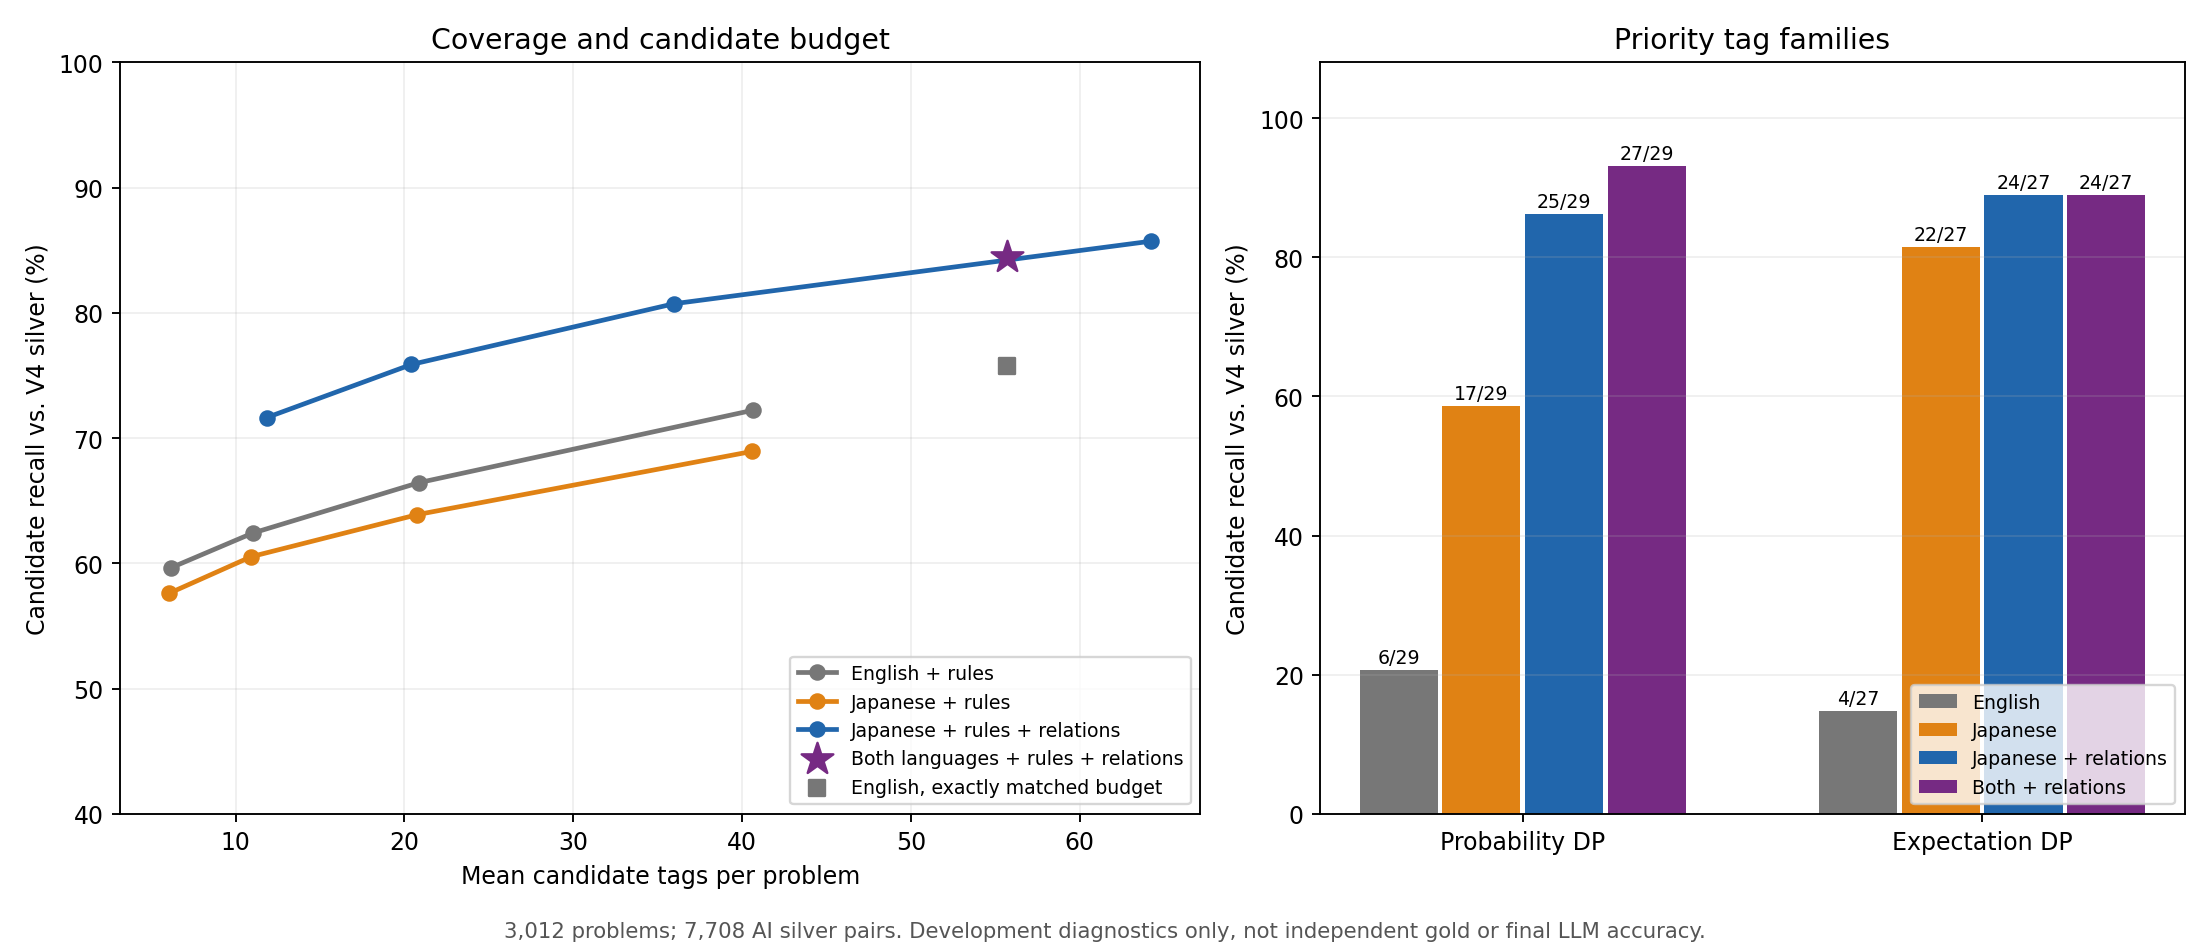 Coverage and candidate budget
Candidate recall vs. V4 silver (%)
100
90
80
70
60
50
40
10 20 30 40 50 60
Mean candidate tags per problem
English + rules
Japanese + rules
Japanese + rules + relations
Both languages + rules + relations
English, exactly matched budget
Priority tag families
Candidate recall vs. V4 silver (%)
100
80
60
40
20
0
6/29
17/29
25/29
27/29
4/27
22/27
24/27
24/27
Probability DP
Expectation DP
English
Japanese
Japanese + relations
Both + relations
3,012 problems; 7,708 AI silver pairs. Development diagnostics only, not independent gold or final LLM accuracy.